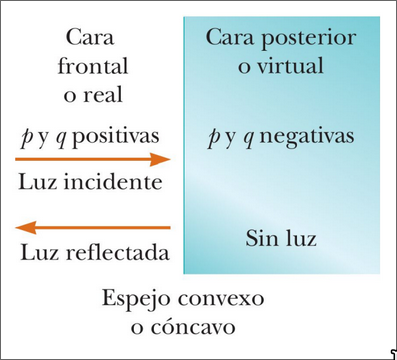 Cara
frontal
o real
p y q positivas
Luz incidente
Luz reflectada
Cara posterior
o virtual
p y q negativas
Sin luz
Espejo convexo
o cóncavo